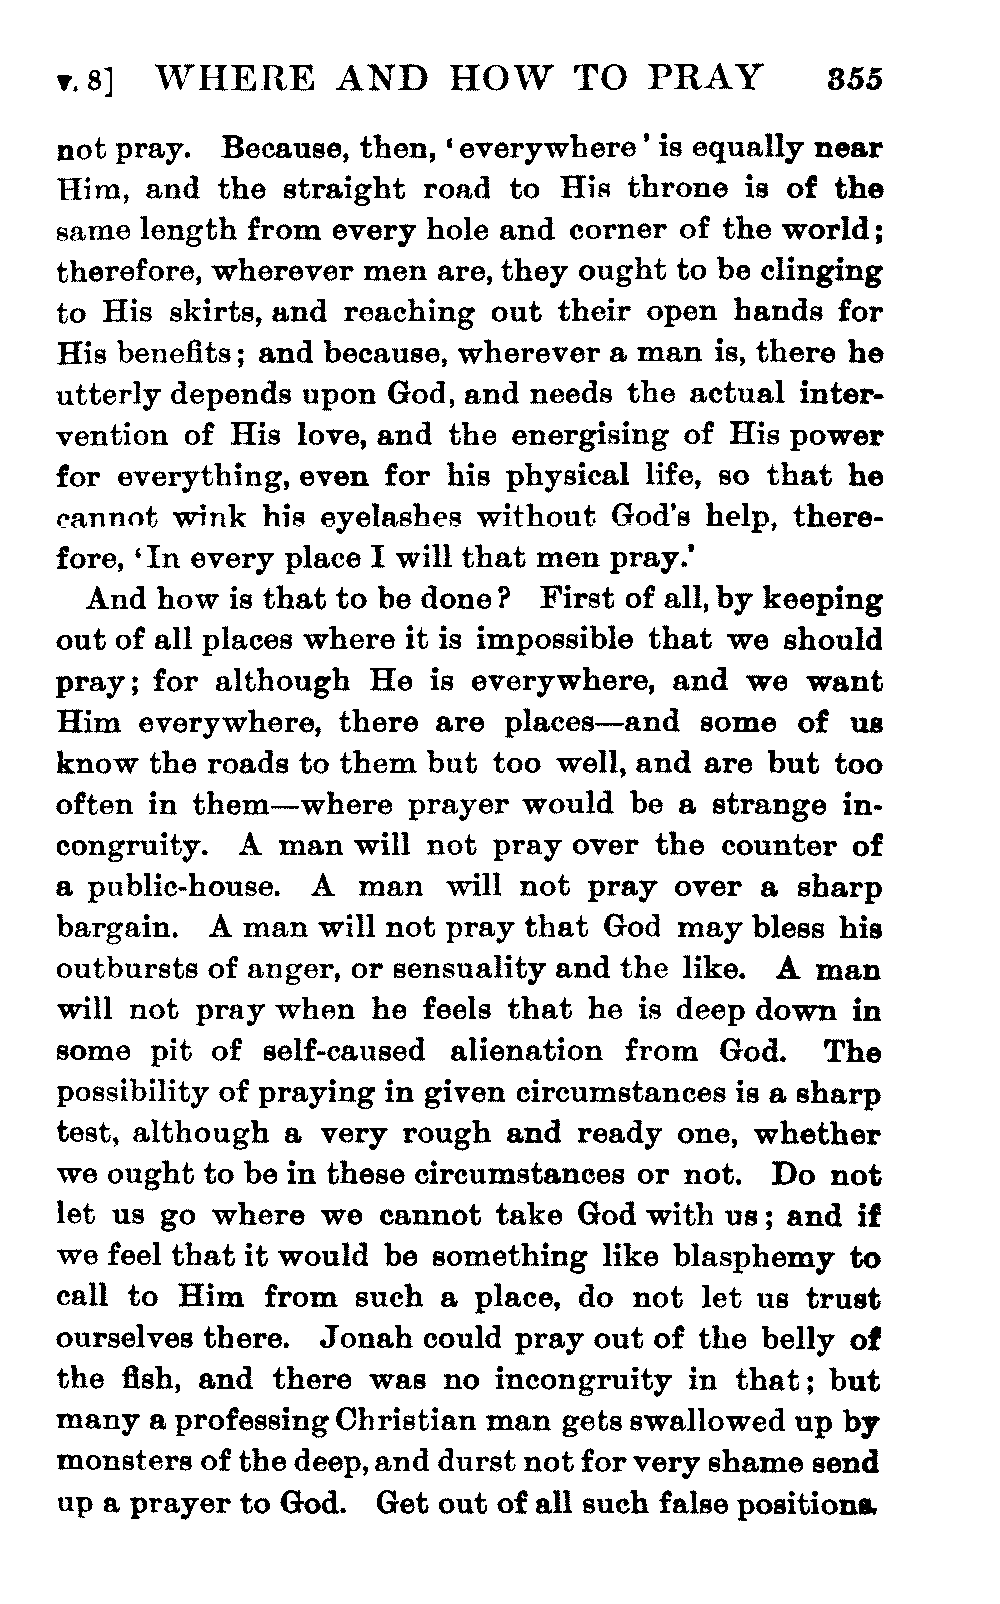 v. 8] WHERE AND HOW TO PRAY 355
not pray. Because, then, ‘everywhere’ is equally near
Him, and the straight road to His throne is of the
same length from every hole and corner of the world;
therefore, wherever men are, they ought to be clinging
to His skirts, and reaching out their open hands for
His benefits; and because, wherever a man is, there he
utterly depends upon God, and needs the actual inter-
vention of His love, and the energising of His power
for everything, even for his physical life, so that he
cannot wink his eyelashes without God's help, there-
fore, ‘In every place I will that men pray.’
And how is that to be done? First of all, by keeping
out of all places where it is impossible that we should
pray; for although He is everywhere, and we want
Him everywhere, there are places—and some of us
know the roads to them but too well, and are but too
often in them—where prayer would be a strange in-
congruity. A man will not pray over the counter of
a public-house. A man will not pray over a sharp
bargain. A man will not pray that God may bless his
outbursts of anger, or sensuality and the like. A man
will not pray when he feels that he is deep down in
some pit of self-caused alienation from God. The
possibility of praying in given circumstances is a sharp
test, although a very rough and ready one, whether
we ought to be in these circumstances or not. Do not
let us go where we cannot take God with us; and if
we feel that it would be something like blasphemy to
call to Him from such a place, do not let us trust
ourselves there. Jonah could pray out of the belly of
the fish, and there was no incongruity in that; but
many a professing Christian man gets swallowed up by
monsters of the deep, and durst not for very shame send
up a prayer to God. Get out of all such false positions.